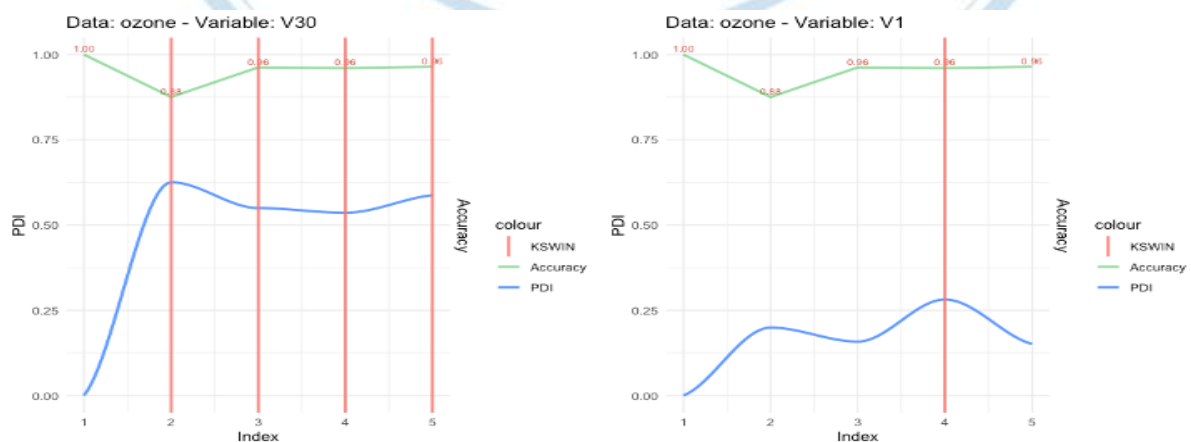 Data: ozone - Variable: V30
1.00
0.88
0.96
0.96
0.96
1.00
0.75
0.50
0.25
0.00
PDI
Accuracy
1
2
3
4
5
Index
colour
KSWIN
Accuracy
PDI
Data: ozone - Variable: V1
1.00
0.88
0.96
0.96
0.96
1.00
0.75
0.50
0.25
0.00
PDI
Accuracy
1
2
3
4
5
Index
colour
KSWIN
Accuracy
PDI